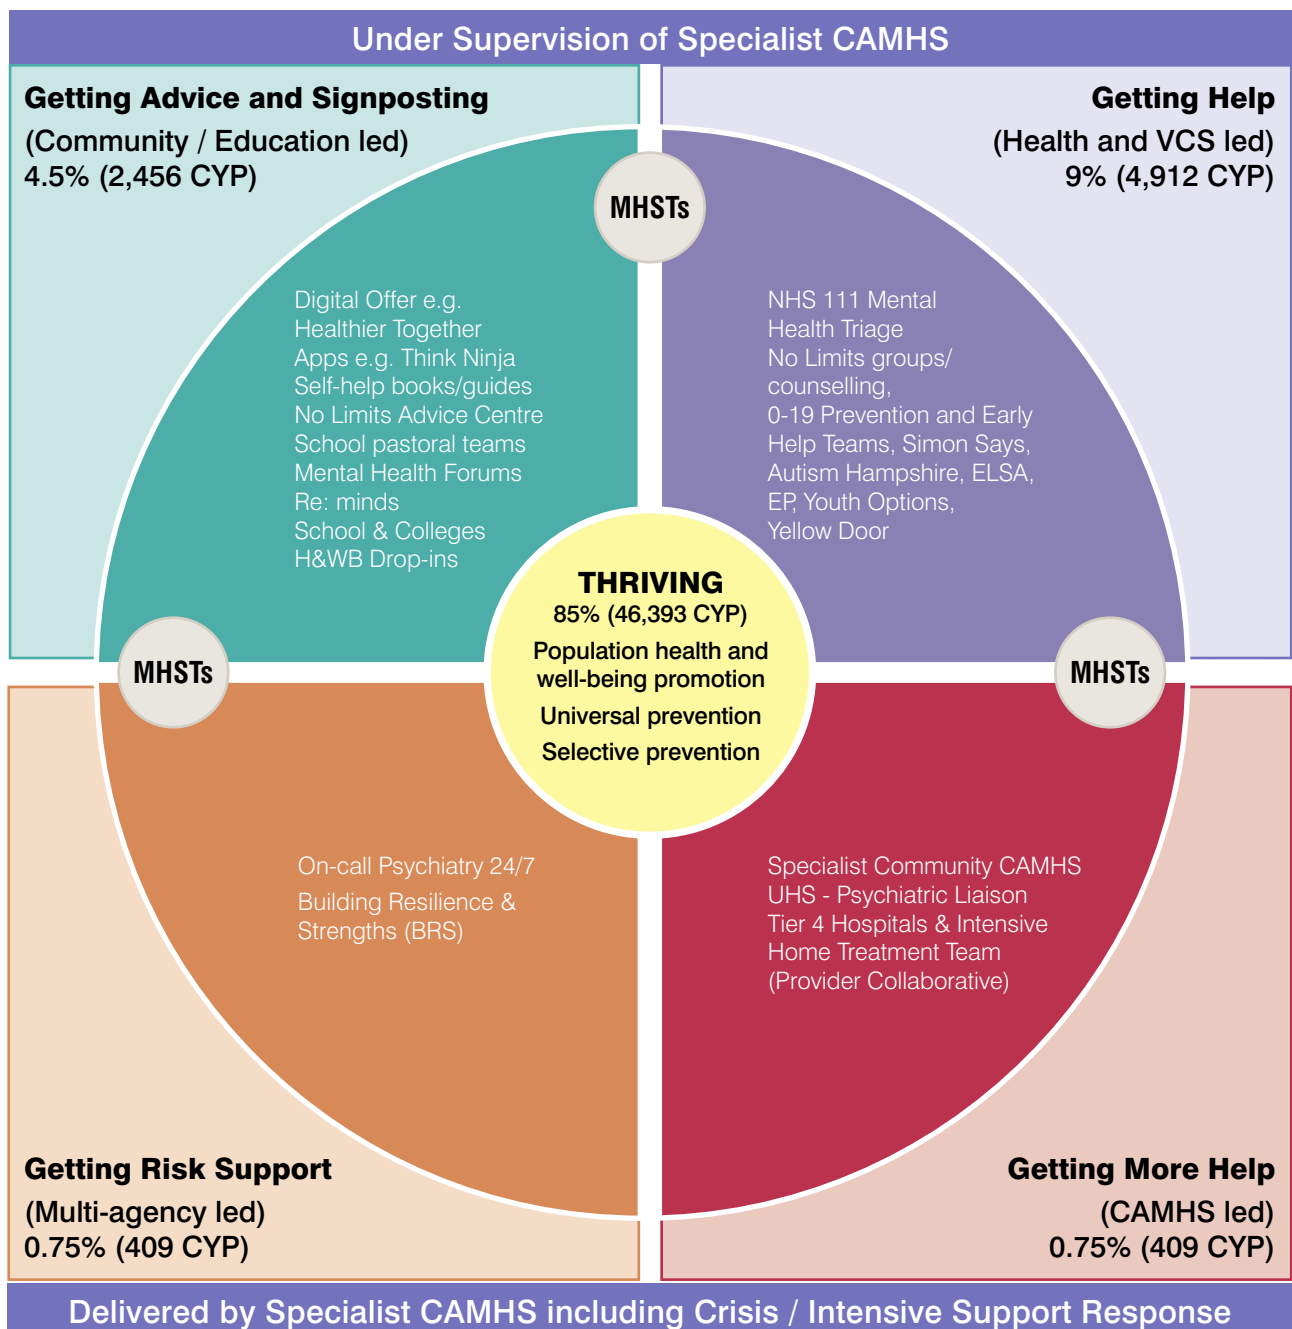 Under Supervision of Specialist CAMHS
Getting Advice and Signposting
(Community / Education led)
4.5% (2,456 CYP)
Getting Help
(Health and VCS led)
9% (4,912 CYP)
MHSTs
Digital Offer e.g.
Healthier Together
Apps e.g. Think Ninja
Self-help books/guides
No Limits Advice Centre
School pastoral teams
Mental Health Forums
Re: minds
School & Colleges
H&WB Drop-ins
NHS 111 Mental
Health Triage
No Limits groups/
counselling,
0-19 Prevention and Early
Help Teams, Simon Says,
Autism Hampshire, ELSA,
EP, Youth Options,
Yellow Door
THRIVING
85% (46,393 CYP)
Population health and
well-being promotion
Universal prevention
Selective prevention
MHSTs
MHSTs
On-call Psychiatry 24/7
Building Resilience &
Strengths (BRS)
Specialist Community CAMHS
UHS - Psychiatric Liaison
Tier 4 Hospitals & Intensive
Home Treatment Team
(Provider Collaborative)
Getting Risk Support
(Multi-agency led)
0.75% (409 CYP)
Getting More Help
(CAMHS led)
0.75% (409 CYP)
Delivered by Specialist CAMHS including Crisis / Intensive Support Response